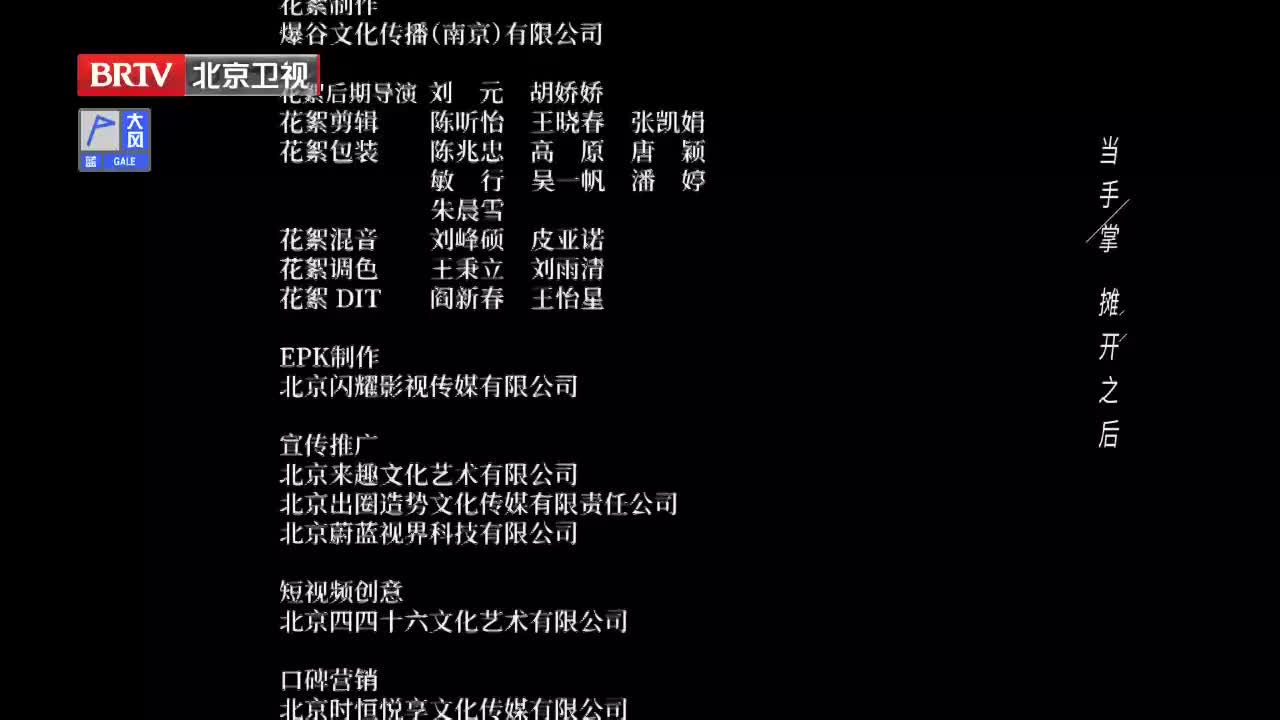 花絮制作
爆谷文化传播(南京)有限公司
BRTV 北京卫视
花絮后期导演 刘 元 胡娇娇
大风
蓝 GALE
花絮剪辑 陈昕怡 王晓春 张凯娟
花絮包装 陈兆忠 高 原 唐 颖
敏 行 吴一帆 潘 婷
朱晨雪
花絮混音 刘峰硕 皮亚诺
花絮调色 王秉立 刘雨清
花絮 DIT 阎新春 王怡星
EPK制作
北京闪耀影视传媒有限公司
宣传推广
北京来趣文化艺术有限公司
北京出圈造势文化传媒有限责任公司
北京蔚蓝视界科技有限公司
短视频创意
北京四四十六文化艺术有限公司
口碑营销
北京时恒悦享文化传媒有限公司
当手掌 摊开之后